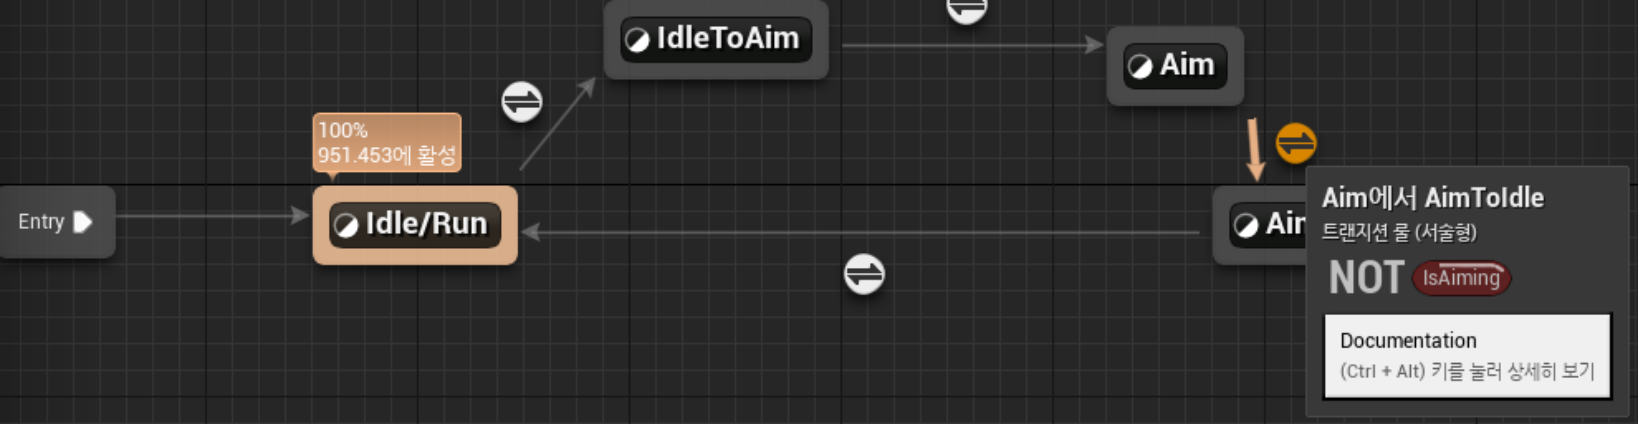 IdleToAim
Aim
100%
951.453에 활성
Entry
Idle/Run
Aim에서 AimToIdle
트랜지션 룰 (서술형)
NOT IsAiming
Documentation
(Ctrl + Alt) 키를 눌러 상세히 보기